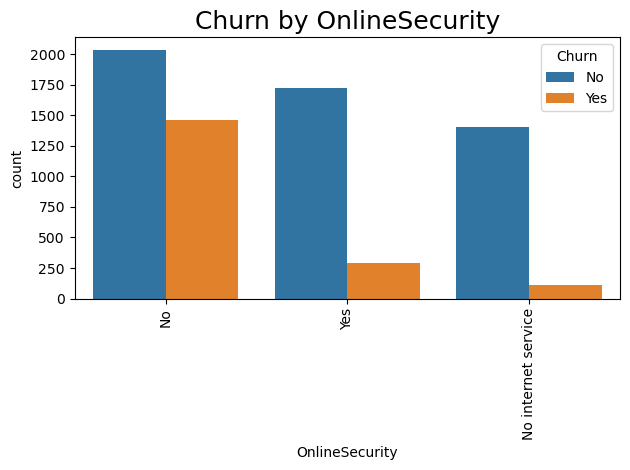 Churn by OnlineSecurity
count
2000
1750
1500
1250
1000
750
500
250
0
Churn
No
Yes
No
Yes
No internet service
OnlineSecurity